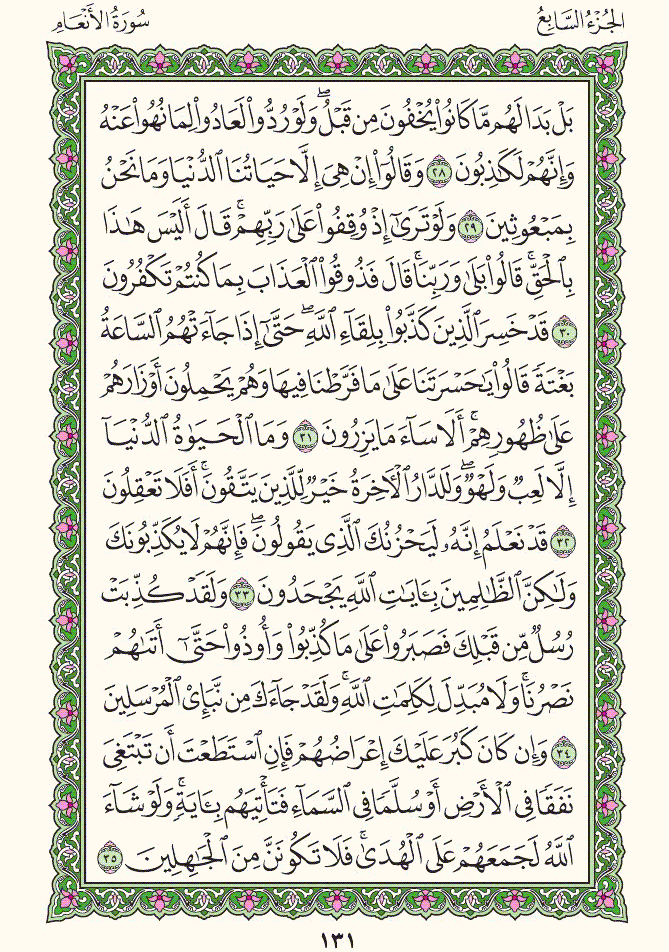 الجُزْءُ السَّابِعُ
سُورَةُ الأَنْعَامِ
بَلْ بَدَا لَهُم مَّا كَانُوا۟ يُخْفُونَ مِن قَبْلُ ۖ وَلَوْ رُدُّوا۟ لَعَادُوا۟ لِمَا نُهُوا۟ عَنْهُ
وَإِنَّهُمْ لَكَٰذِبُونَ ٢٨ وَقَالُوٓا۟ إِنْ هِىَ إِلَّا حَيَاتُنَا ٱلدُّنْيَا وَمَا نَحْنُ
بِمَبْعُوثِينَ ٢٩ وَلَوْ تَرَىٰٓ إِذْ وُقِفُوا۟ عَلَىٰ رَبِّهِمْ ۚ قَالَ أَلَيْسَ هَٰذَا
بِٱلْحَقِّ ۚ قَالُوا۟ بَلَىٰ وَرَبِّنَا ۚ قَالَ فَذُوقُوا۟ ٱلْعَذَابَ بِمَا كُنتُمْ تَكْفُرُونَ
٣٠ قَدْ خَسِرَ ٱلَّذِينَ كَذَّبُوا۟ بِلِقَآءِ ٱللَّهِ ۖ حَتَّىٰٓ إِذَا جَآءَتْهُمُ ٱلسَّاعَةُ
بَغْتَةً قَالُوا۟ يَٰحَسْرَتَنَا عَلَىٰ مَا فَرَّطْنَا فِيهَا وَهُمْ يَحْمِلُونَ أَوْزَارَهُمْ
عَلَىٰ ظُهُورِهِمْ ۚ أَلَا سَآءَ مَا يَزِرُونَ ٣١ وَمَا ٱلْحَيَوٰةُ ٱلدُّنْيَآ
إِلَّا لَعِبٌ وَلَهْوٌ ۖ وَلَلدَّارُ ٱلْءَاخِرَةُ خَيْرٌ لِّلَّذِينَ يَتَّقُونَ ۗ أَفَلَا تَعْقِلُونَ
٣٢ قَدْ نَعْلَمُ إِنَّهُۥ لَيَحْزُنُكَ ٱلَّذِى يَقُولُونَ ۖ فَإِنَّهُمْ لَا يُكَذِّبُونَكَ
وَلَٰكِنَّ ٱلظَّٰلِمِينَ بِـَٔايَٰتِ ٱللَّهِ يَجْحَدُونَ ٣٣ وَلَقَدْ كُذِّبَتْ
رُسُلٌ مِّن قَبْلِكَ فَصَبَرُوا۟ عَلَىٰ مَا كُذِّبُوا۟ وَأُوذُوا۟ حَتَّىٰٓ أَتَىٰهُمْ
نَصْرُنَا ۚ وَلَا مُبَدِّلَ لِكَلِمَٰتِ ٱللَّهِ ۚ وَلَقَدْ جَآءَكَ مِن نَّبَإِى۟ ٱلْمُرْسَلِينَ
٣٤ وَإِن كَانَ كَبُرَ عَلَيْكَ إِعْرَاضُهُمْ فَإِنِ ٱسْتَطَعْتَ أَن تَبْتَغِىَ
نَفَقًا فِى ٱلْأَرْضِ أَوْ سُلَّمًا فِى ٱلسَّمَآءِ فَتَأْتِيَهُم بِـَٔايَةٍ ۚ وَلَوْ شَآءَ
ٱللَّهُ لَجَمَعَهُمْ عَلَى ٱلْهُدَىٰ ۚ فَلَا تَكُونَنَّ مِنَ ٱلْجَٰهِلِينَ ٣٥
١٣١